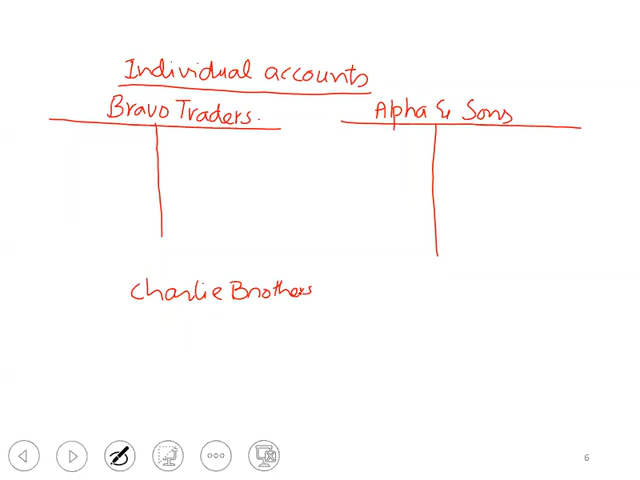 Individual accounts
Bravo Traders.
Alpha & Sons
Charlie Brothers
6